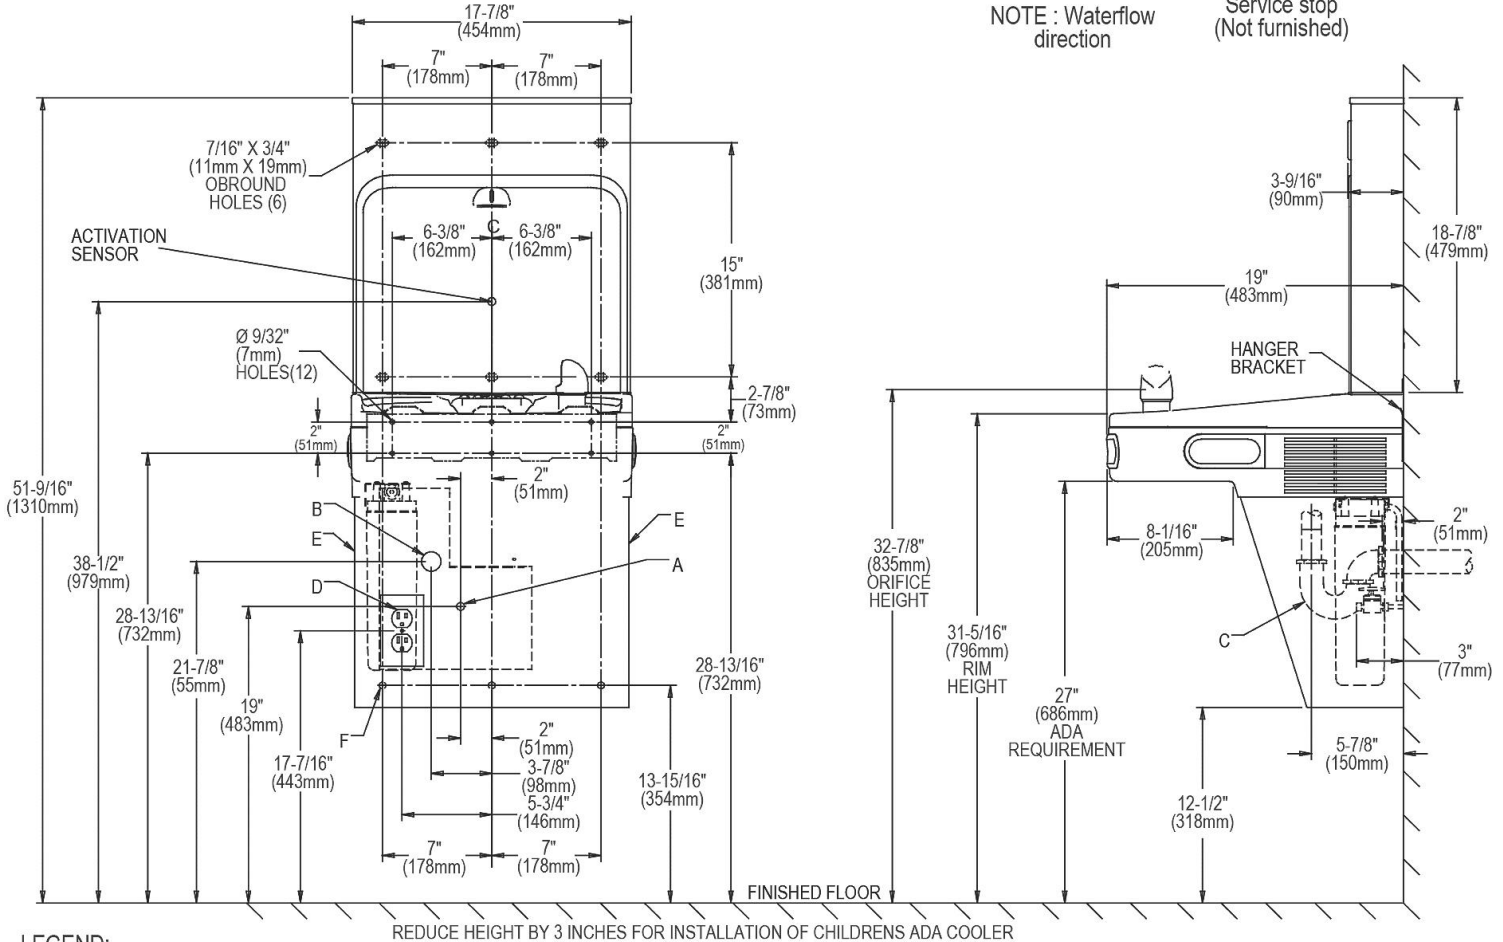 17-7/8"
(454mm)
NOTE : Waterflow
direction
Service stop
(Not furnished)
7"
(178mm)
7"
(178mm)
7/16" X 3/4"
(11mm X 19mm)
OBROUND
HOLES (6)
ACTIVATION
SENSOR
C
6-3/8"
(162mm)
6-3/8"
(162mm)
15"
(381mm)
Ø 9/32"
(7mm)
HOLES(12)
2-7/8"
(73mm)
2"
(51mm)
2"
(51mm)
2"
(51mm)
51-9/16"
(1310mm)
38-1/2"
(979mm)
28-13/16"
(732mm)
21-7/8"
(55mm)
19"
(483mm)
17-7/16"
(443mm)
B
E
D
F
E
A
28-13/16"
(732mm)
2"
(51mm)
3-7/8"
(98mm)
5-3/4"
(146mm)
13-15/16"
(354mm)
7"
(178mm)
7"
(178mm)
3-9/16"
(90mm)
18-7/8"
(479mm)
19"
(483mm)
HANGER
BRACKET
32-7/8"
(835mm)
ORIFICE
HEIGHT
8-1/16"
(205mm)
2"
(51mm)
31-5/16"
(796mm)
RIM
HEIGHT
C
3"
(77mm)
27"
(686mm)
ADA
REQUIREMENT
5-7/8"
(150mm)
12-1/2"
(318mm)
FINISHED FLOOR
REDUCE HEIGHT BY 3 INCHES FOR INSTALLATION OF CHILDRENS ADA COOLER
LEGEND: